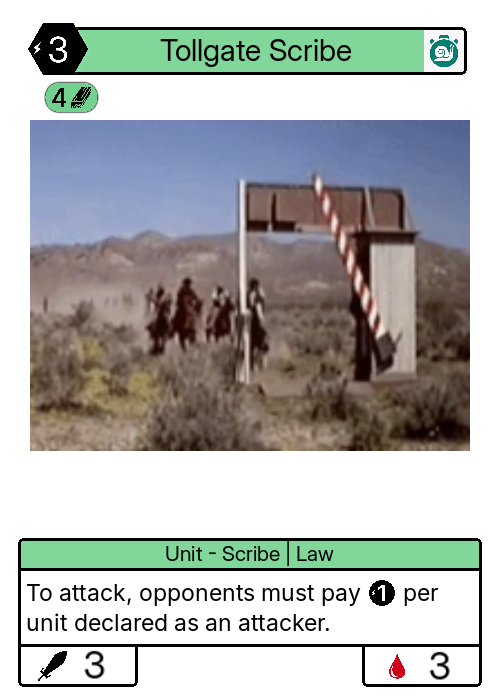 3 Tollgate Scribe
4
Unit - Scribe | Law
To attack, opponents must pay 1 per
unit declared as an attacker.
3 3